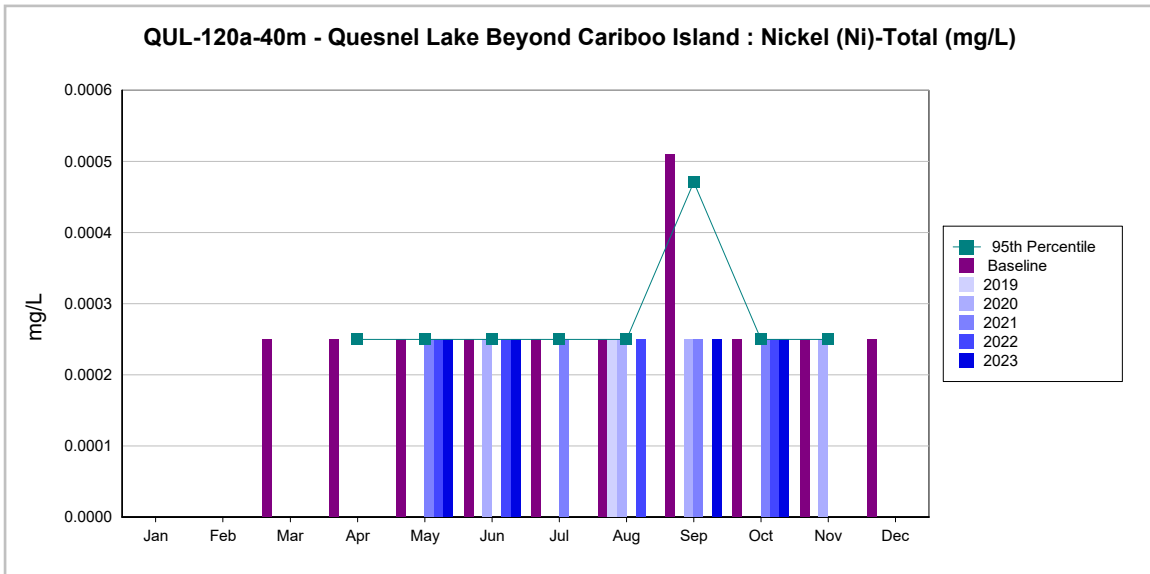 QUL-120a-40m - Quesnel Lake Beyond Cariboo Island : Nickel (Ni)-Total (mg/L)
mg/L
0.0006
0.0005
0.0004
0.0003
0.0002
0.0001
0.0000
Jan Feb Mar Apr May Jun Jul Aug Sep Oct Nov Dec
95th Percentile
Baseline
2019
2020
2021
2022
2023